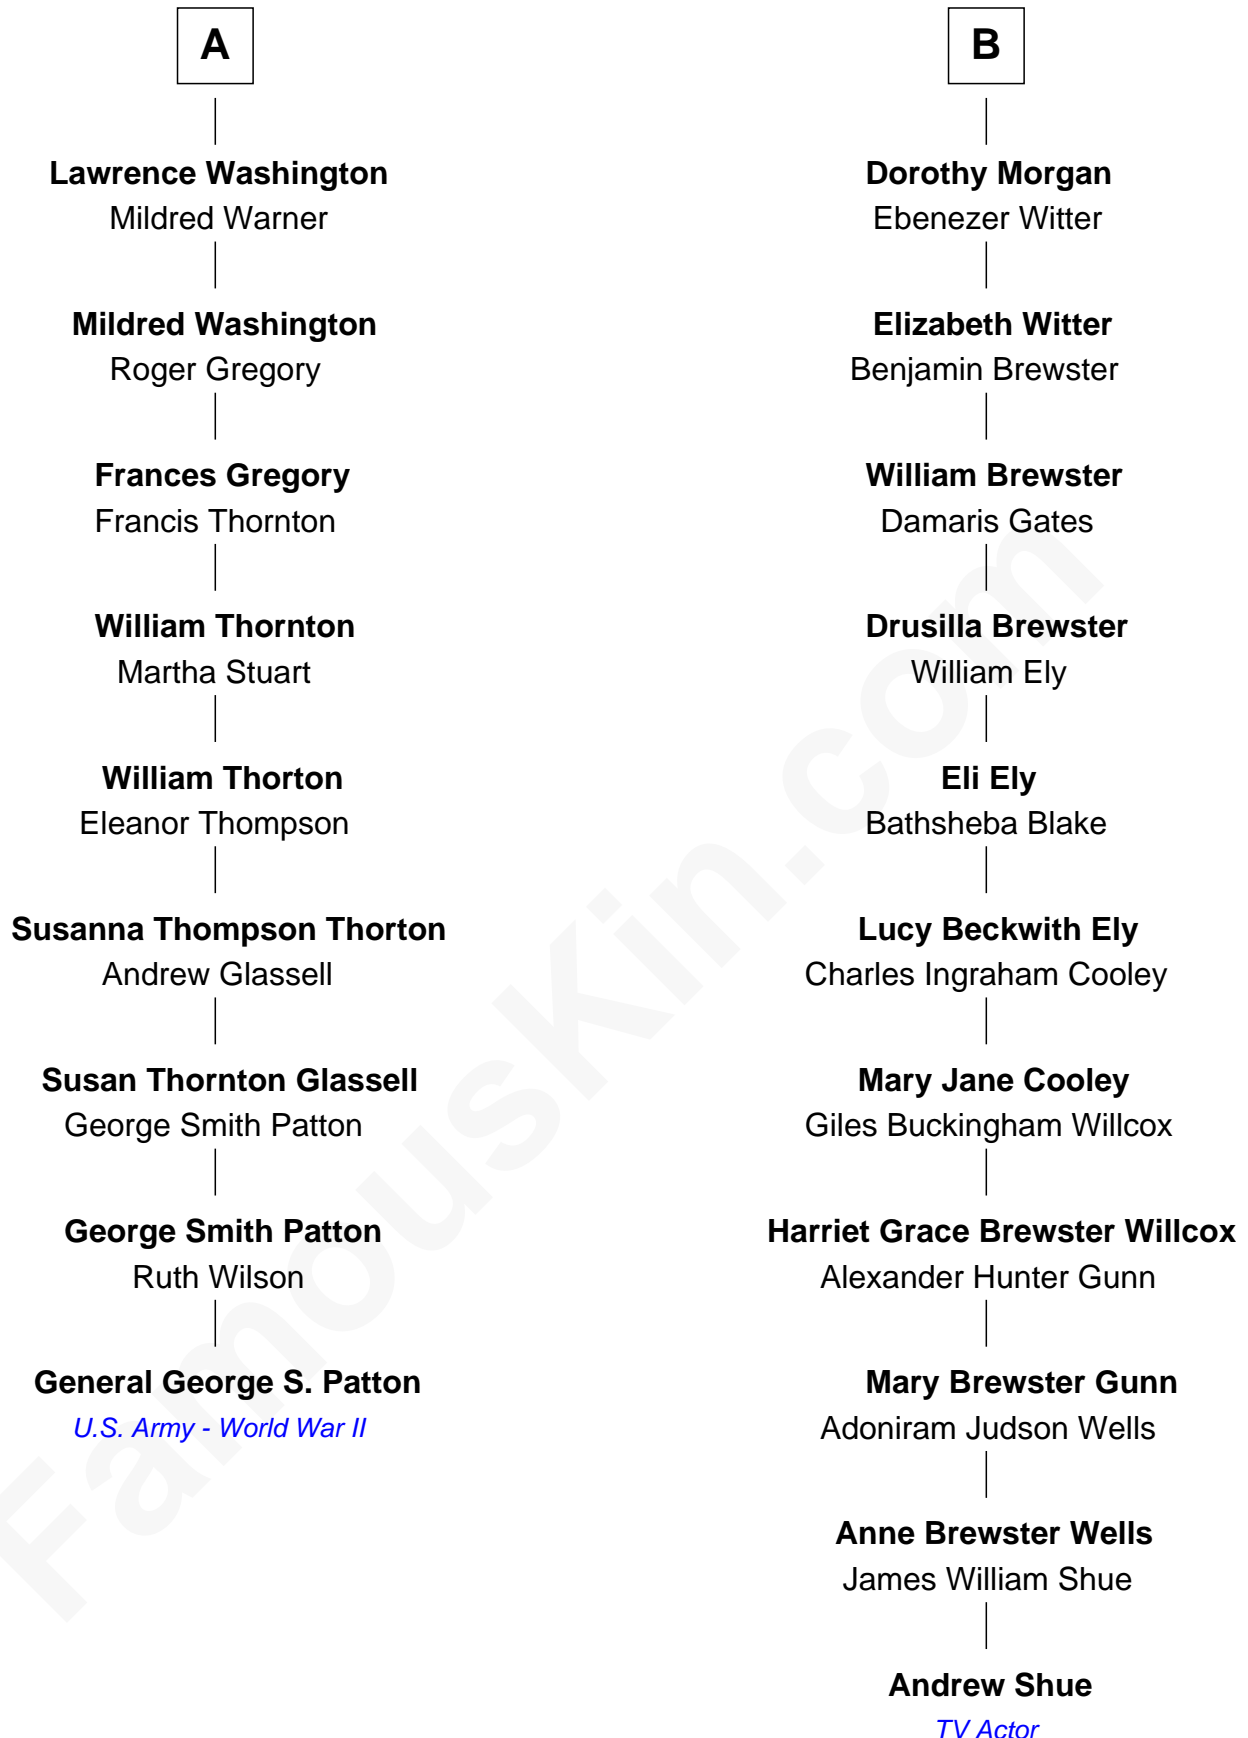 A
Lawrence Washington
Mildred Warner
Mildred Washington
Roger Gregory
Frances Gregory
Francis Thornton
William Thornton
Martha Stuart
William Thorton
Eleanor Thompson
Susanna Thompson Thorton
Andrew Glassell
Susan Thornton Glassell
George Smith Patton
George Smith Patton
Ruth Wilson
General George S. Patton
U.S. Army - World War II
B
Dorothy Morgan
Ebenezer Witter
Elizabeth Witter
Benjamin Brewster
William Brewster
Damaris Gates
Drusilla Brewster
William Ely
Eli Ely
Bathsheba Blake
Lucy Beckwith Ely
Charles Ingraham Cooley
Mary Jane Cooley
Giles Buckingham Willcox
Harriet Grace Brewster Willcox
Alexander Hunter Gunn
Mary Brewster Gunn
Adoniram Judson Wells
Anne Brewster Wells
James William Shue
Andrew Shue
TV Actor
FamousKin.com